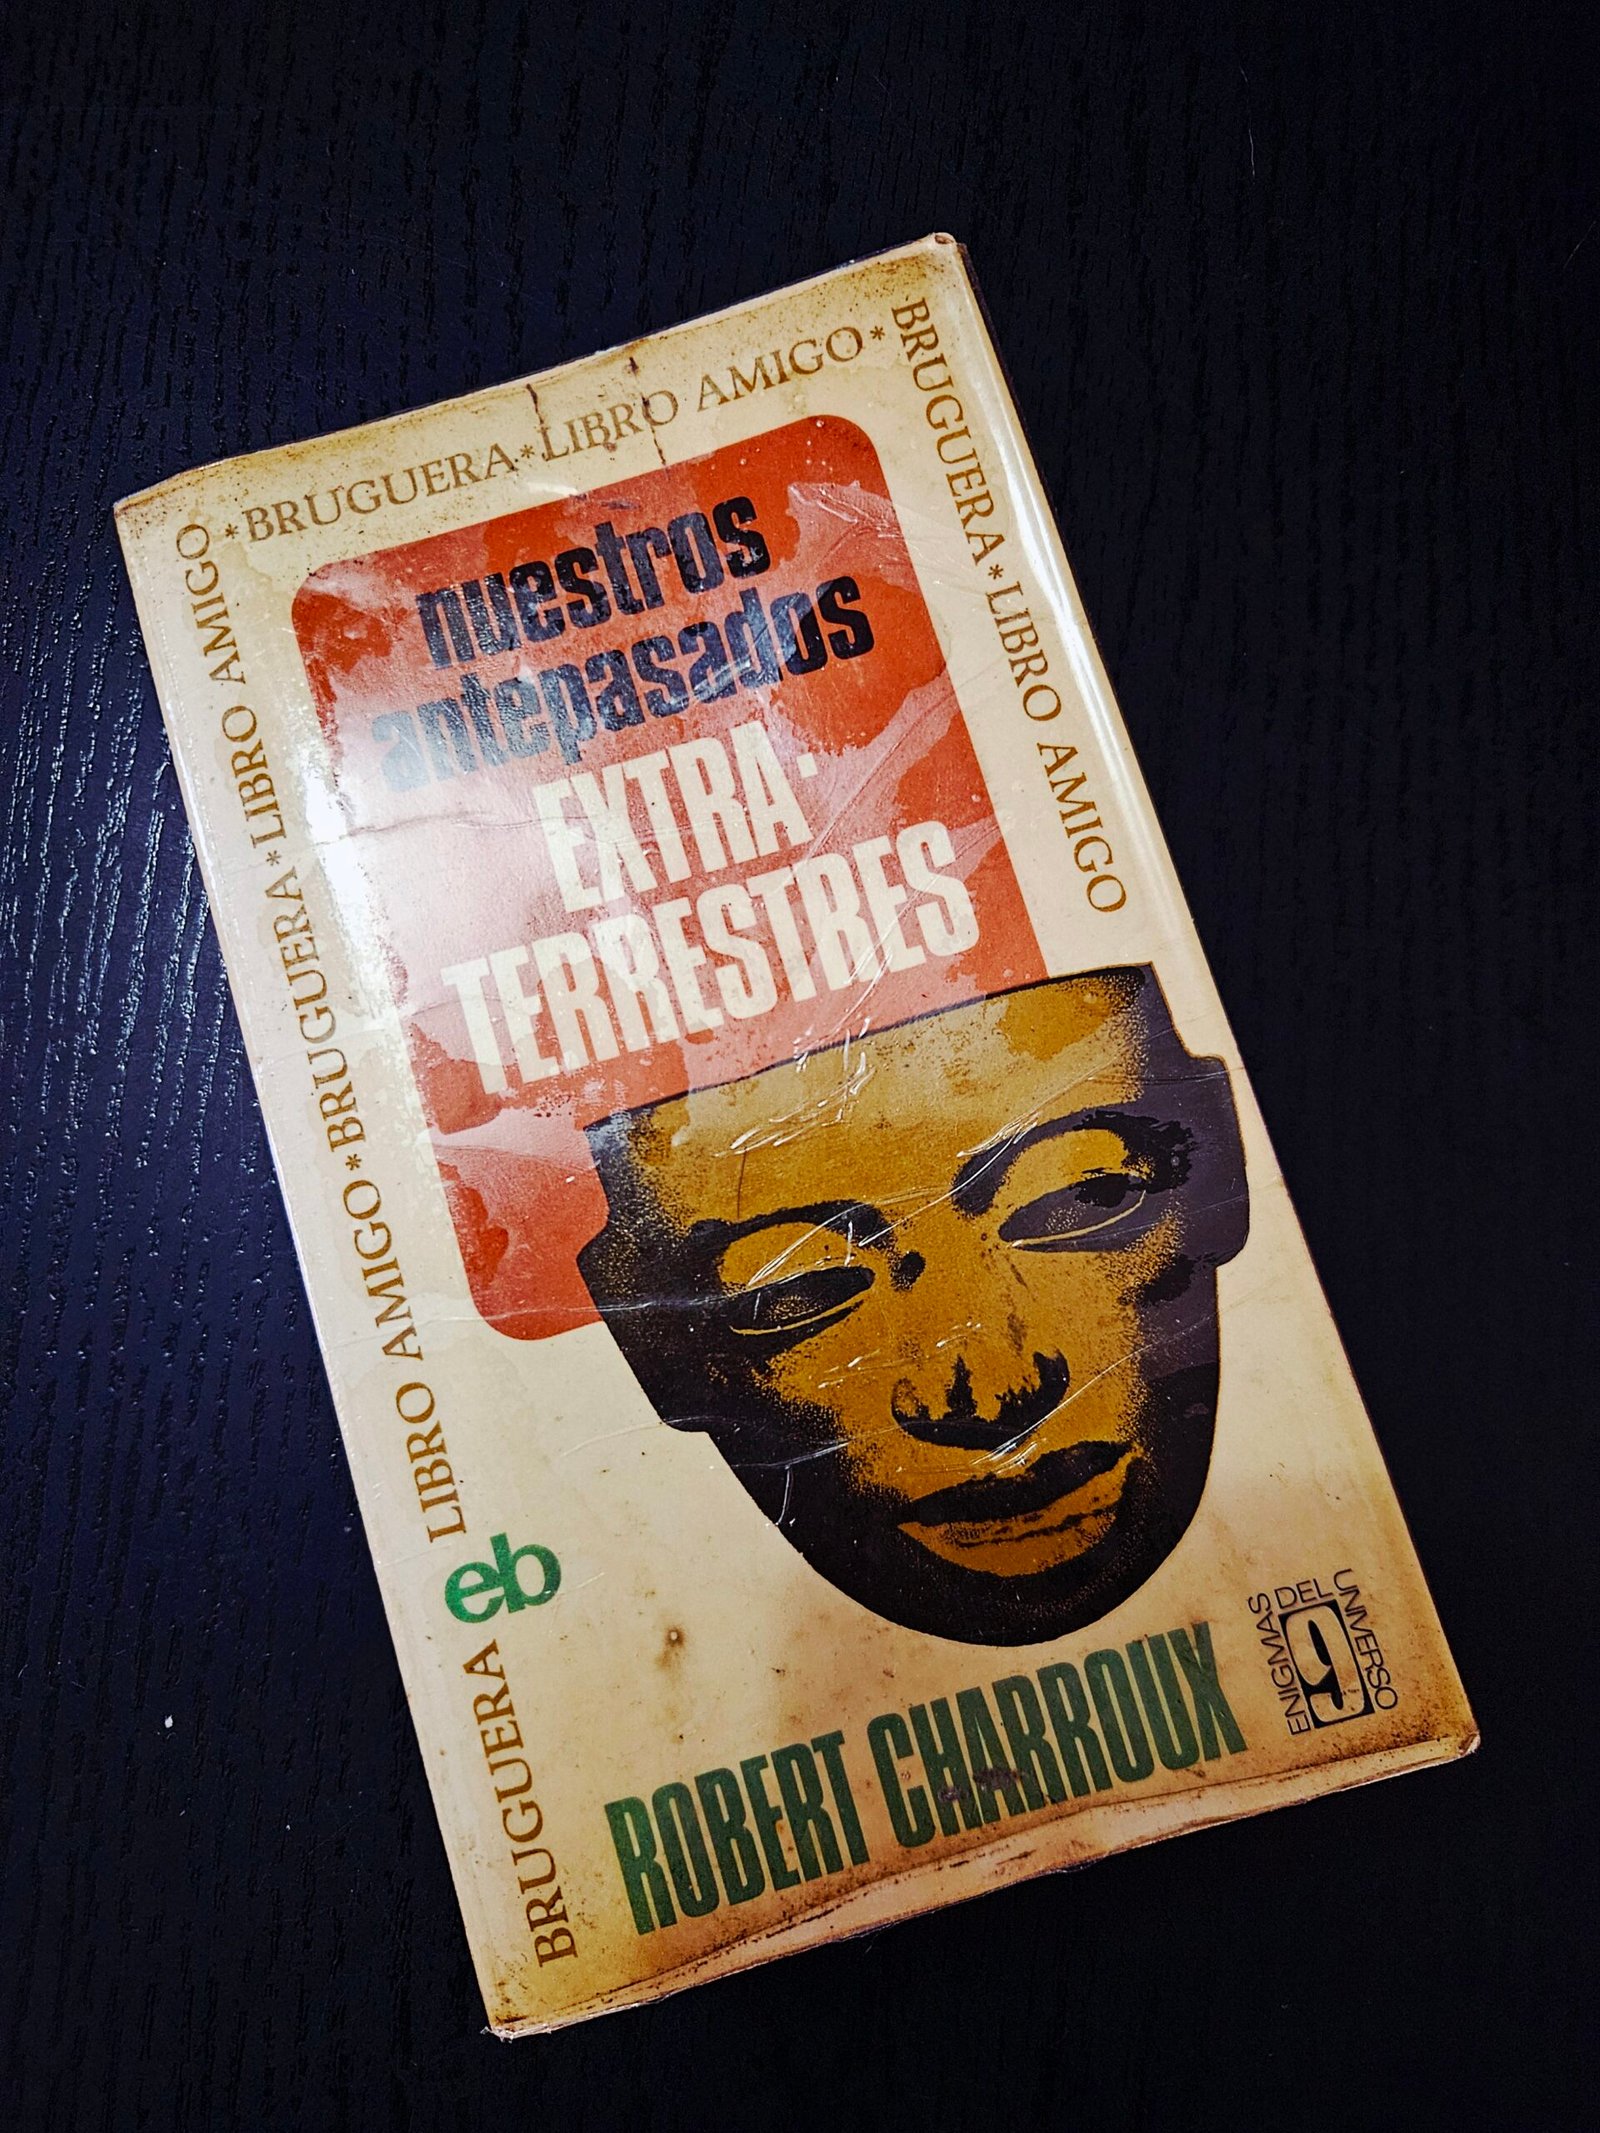 *BRUGUERA*LIBRO AMIGO*
BRUGUERA*LIBRO AMIGO
BRUGUERA
LIBRO AMIGO*BRUGUERA*LIBRO AMIGO
nuestros
antepasados
EXTRA-
TERRESTRES
eb
ROBERT CHARROUX
ENIGMAS DEL UNIVERSO
9